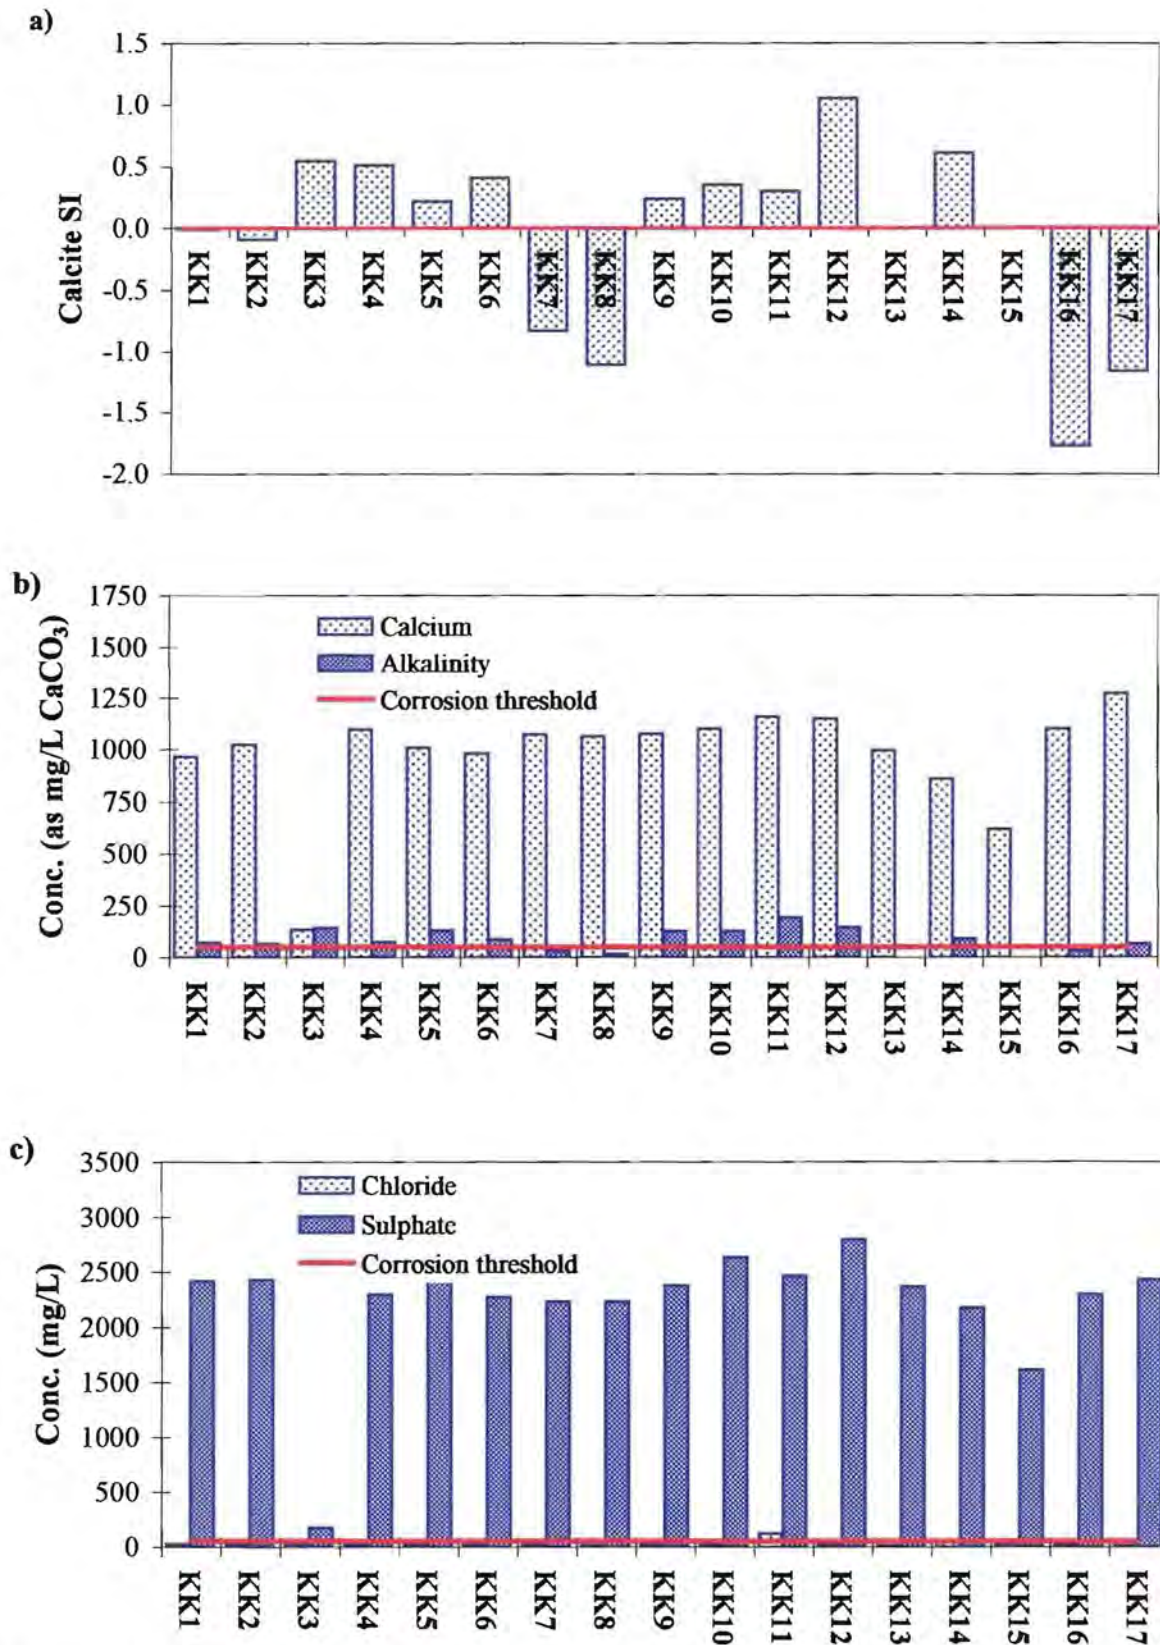 a)
1.5
1.0
0.5
0.0
-0.5
-1.0
-1.5
-2.0
Calcite SI
KK1 KK2 KK3 KK4 KK5 KK6 KK7 KK8 KK9 KK10 KK11 KK12 KK13 KK14 KK15 KK16 KK17
b)
1750
1500
1250
1000
750
500
250
0
Conc. (as mg/L CaCO₃)
Calcium
Alkalinity
Corrosion threshold
KK1 KK2 KK3 KK4 KK5 KK6 KK7 KK8 KK9 KK10 KK11 KK12 KK13 KK14 KK15 KK16 KK17
c)
3500
3000
2500
2000
1500
1000
500
0
Conc. (mg/L)
Chloride
Sulphate
Corrosion threshold
KK1 KK2 KK3 KK4 KK5 KK6 KK7 KK8 KK9 KK10 KK11 KK12 KK13 KK14 KK15 KK16 KK17